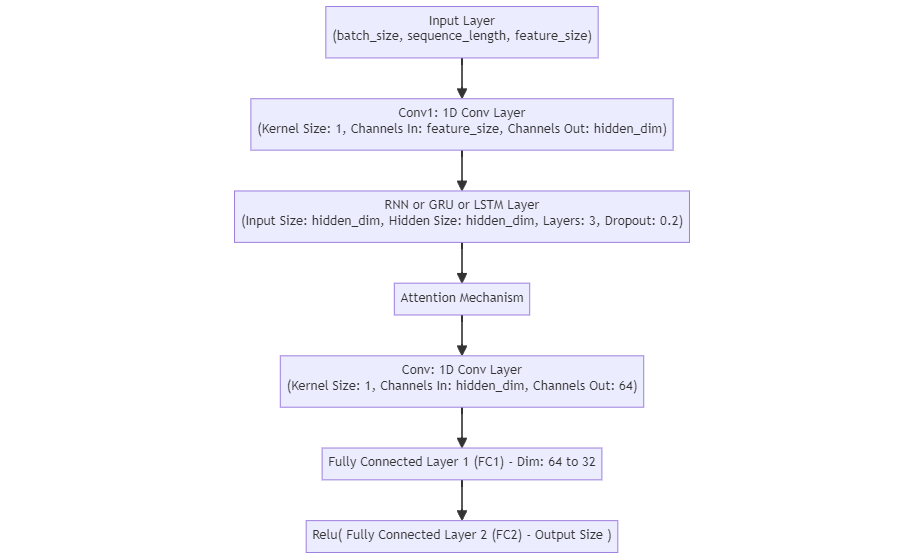 Input Layer
(batch_size, sequence_length, feature_size)
Conv1: 1D Conv Layer
(Kernel Size: 1, Channels In: feature_size, Channels Out: hidden_dim)
RNN or GRU or LSTM Layer
(Input Size: hidden_dim, Hidden Size: hidden_dim, Layers: 3, Dropout: 0.2)
Attention Mechanism
Conv: 1D Conv Layer
(Kernel Size: 1, Channels In: hidden_dim, Channels Out: 64)
Fully Connected Layer 1 (FC1) - Dim: 64 to 32
Relu( Fully Connected Layer 2 (FC2) - Output Size )